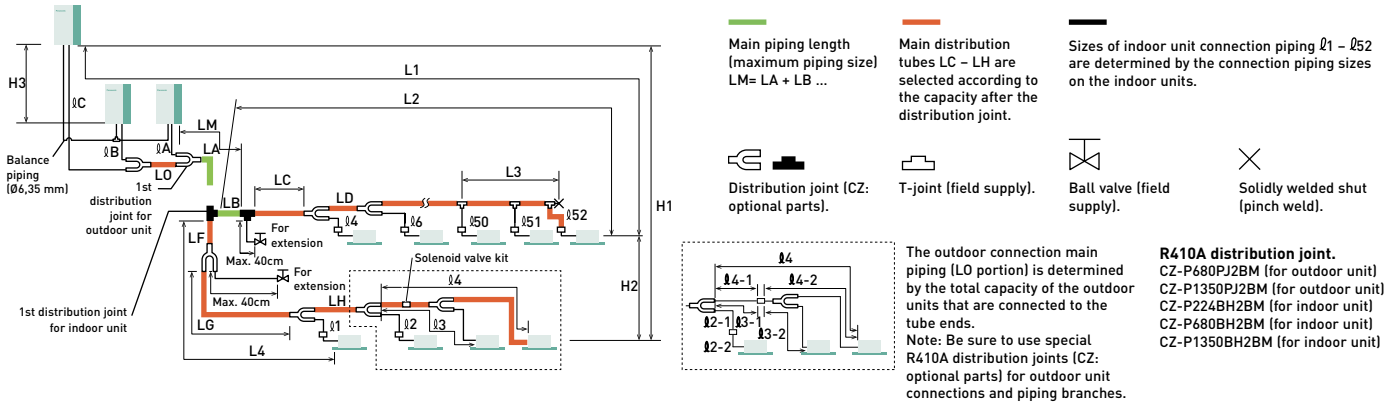 H3
ℓC
L1
L2
LM
ℓB
ℓA
LA
LO
Balance
piping
(Ø6,35 mm)
1st
distribution
joint for
outdoor unit
LB
LC
LD
L3
ℓ4
ℓ6
ℓ50
ℓ51
ℓ52
H1
For
extension
Max. 40cm
LF
For
extension
Max. 40cm
Solenoid valve kit
1st distribution joint
for indoor unit
LG
LH
L4
ℓ1
ℓ2
ℓ3
ℓ4
H2
ℓ4
ℓ4-1
ℓ4-2
ℓ2-1
ℓ3-1
ℓ2-2
ℓ3-2
Main piping length
(maximum piping size)
LM= LA + LB ...
Main distribution
tubes LC – LH are
selected according to
the capacity after the
distribution joint.
Sizes of indoor unit connection piping ℓ1 – ℓ52
are determined by the connection piping sizes
on the indoor units.
Distribution joint (CZ:
optional parts).
T-joint (field supply).
Ball valve (field
supply).
Solidly welded shut
(pinch weld).
The outdoor connection main
piping (LO portion) is determined
by the total capacity of the outdoor
units that are connected to the
tube ends.
Note: Be sure to use special
R410A distribution joints (CZ:
optional parts) for outdoor unit
connections and piping branches.
R410A distribution joint.
CZ-P680PJ2BM (for outdoor unit)
CZ-P1350PJ2BM (for outdoor unit)
CZ-P224BH2BM (for indoor unit)
CZ-P680BH2BM (for indoor unit)
CZ-P1350BH2BM (for indoor unit)